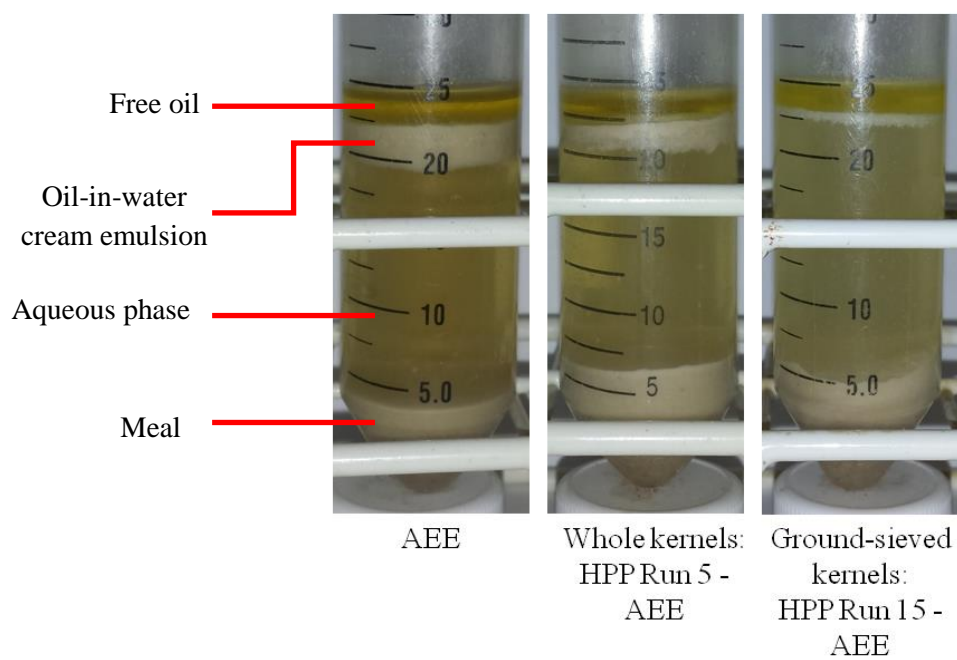 25
20
10
5.0
20
15
10
5
25
20
10
5.0
Free oil
Oil-in-water
cream emulsion
Aqueous phase
Meal
AEE
Whole kernels:
HPP Run 5 -
AEE
Ground-sieved
kernels:
HPP Run 15 -
AEE